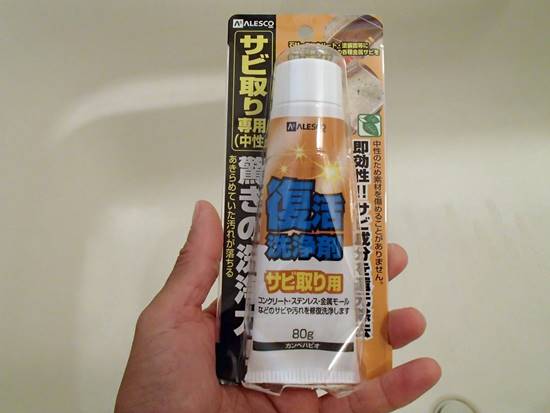 ALESCO
サビ取り
専用
(中性)
驚きの
あきらめていた汚れが落ちる
中性のため素材を傷めることがありません。
即効性!!サビ
ALESCO
復活
洗浄剤
サビ取り用
コンクリート・ステンレス・金属モール
などのサビや汚れを修復洗浄します
80g
カンペハピオ